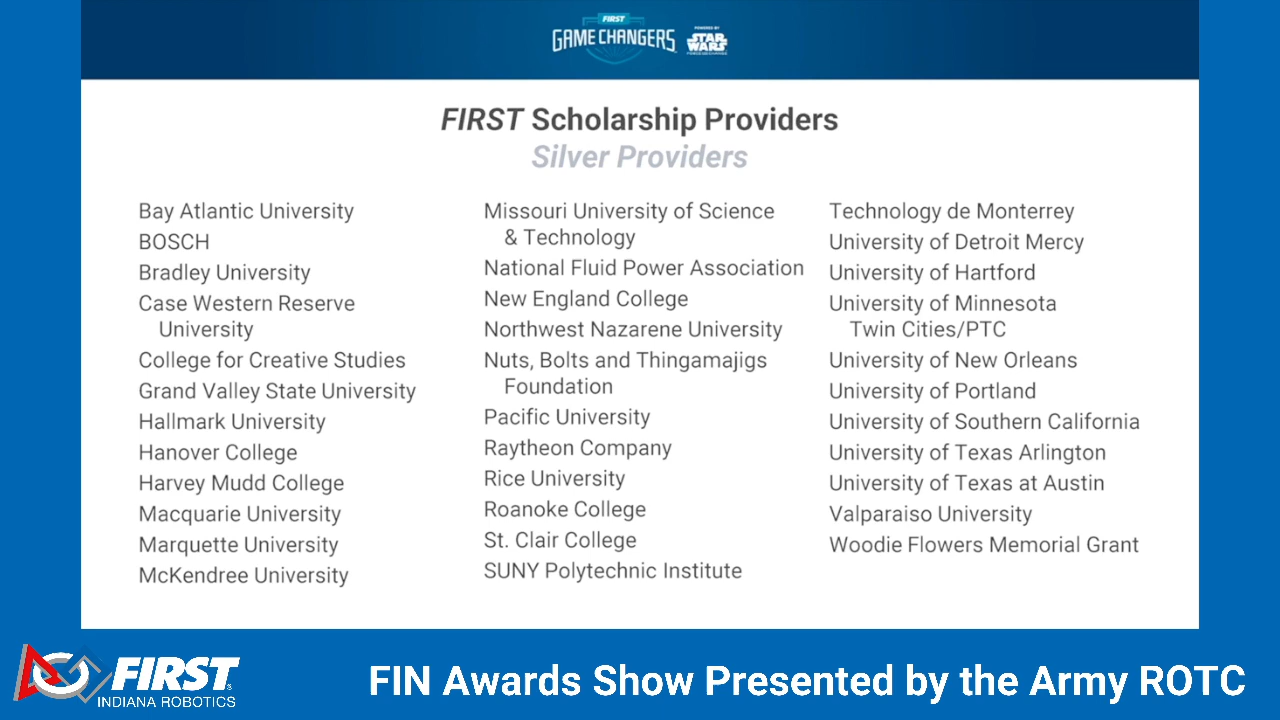 FIRST
GAME CHANGERS
POWERED BY
STAR
WARS
FIRST Scholarship Providers
Silver Providers
Bay Atlantic University
BOSCH
Bradley University
Case Western Reserve
University
College for Creative Studies
Grand Valley State University
Hallmark University
Hanover College
Harvey Mudd College
Macquarie University
Marquette University
McKendree University
Missouri University of Science
& Technology
National Fluid Power Association
New England College
Northwest Nazarene University
Nuts, Bolts and Thingamajigs
Foundation
Pacific University
Raytheon Company
Rice University
Roanoke College
St. Clair College
SUNY Polytechnic Institute
Technology de Monterrey
University of Detroit Mercy
University of Hartford
University of Minnesota
Twin Cities/PTC
University of New Orleans
University of Portland
University of Southern California
University of Texas Arlington
University of Texas at Austin
Valparaiso University
Woodie Flowers Memorial Grant
FIRST
INDIANA ROBOTICS
FIN Awards Show Presented by the Army ROTC